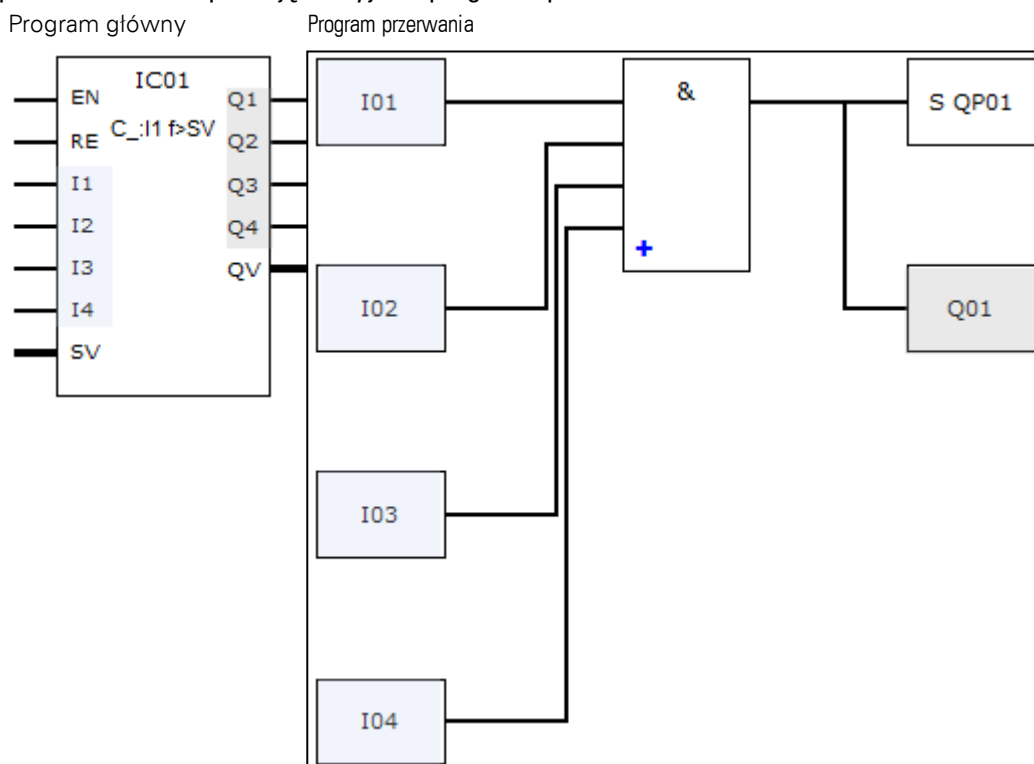 Program główny
Program przerwania
IC01
C_:I1 f>SV
EN
RE
I1
I2
I3
I4
SV
Q1
Q2
Q3
Q4
QV
I01
I02
I03
I04
&
+
S QP01
Q01